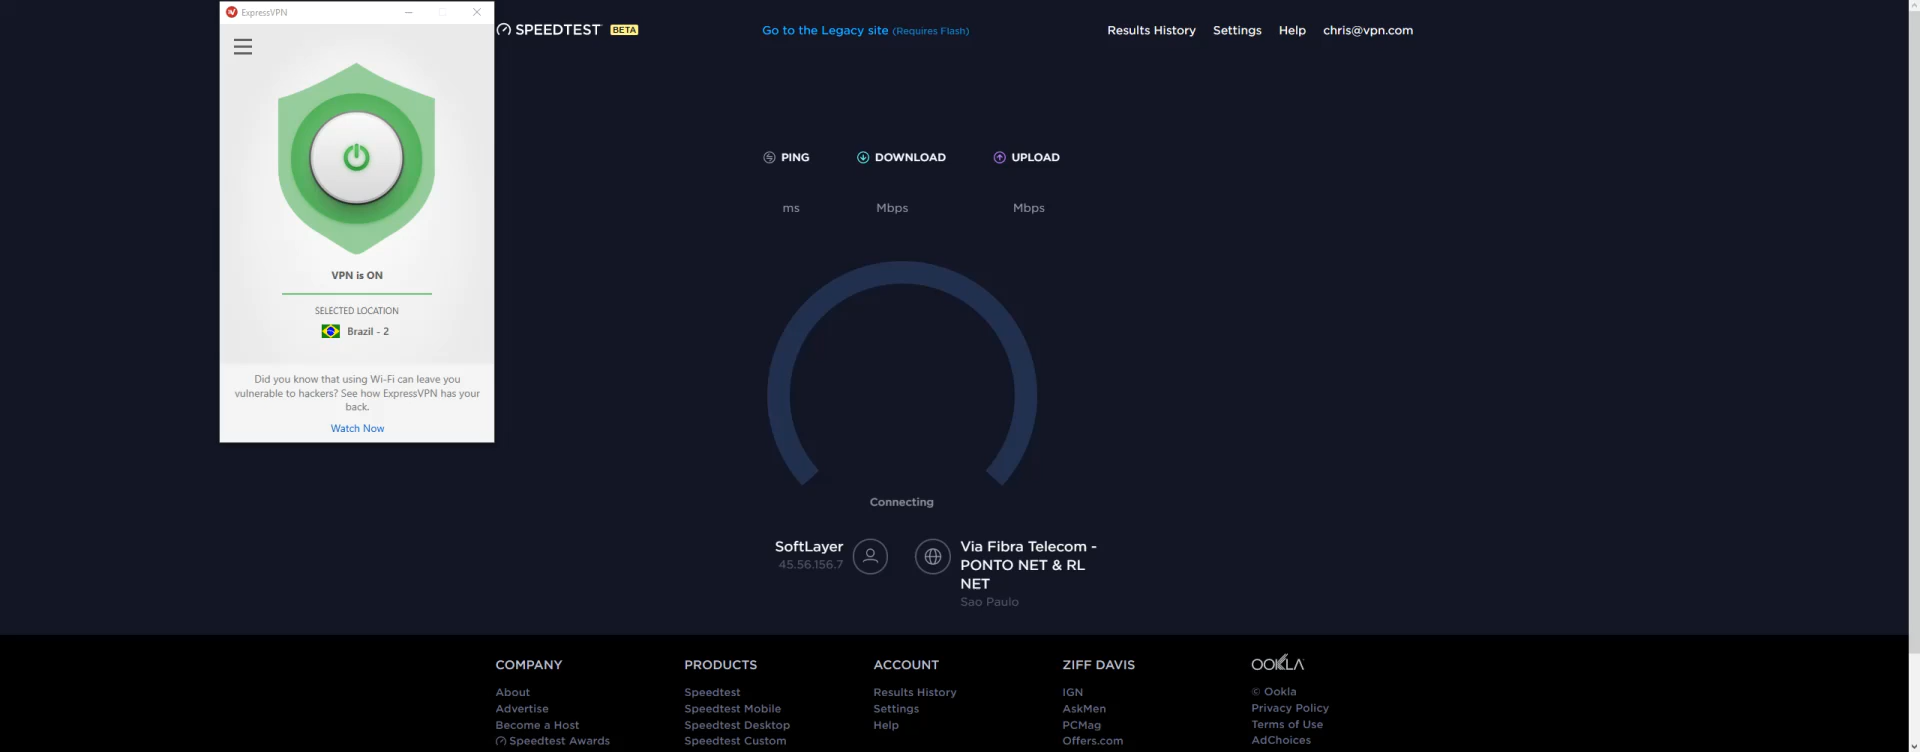 ExpressVPN
VPN is ON
SELECTED LOCATION
Brazil - 2
Did you know that using Wi-Fi can leave you
vulnerable to hackers? See how ExpressVPN has your
back.
Watch Now
SPEEDTEST BETA
Go to the Legacy site (Requires Flash)
Results History Settings Help chris@vpn.com
PING DOWNLOAD UPLOAD
ms Mbps Mbps
Connecting
SoftLayer
45.56.156.7
Via Fibra Telecom -
PONTO NET & RL
NET
Sao Paulo
COMPANY
About
Advertise
Become a Host
Speedtest Awards
PRODUCTS
Speedtest
Speedtest Mobile
Speedtest Desktop
Speedtest Custom
ACCOUNT
Results History
Settings
Help
ZIFF DAVIS
IGN
AskMen
PCMag
Offers.com
OOKLA
© Ookla
Privacy Policy
Terms of Use
AdChoices